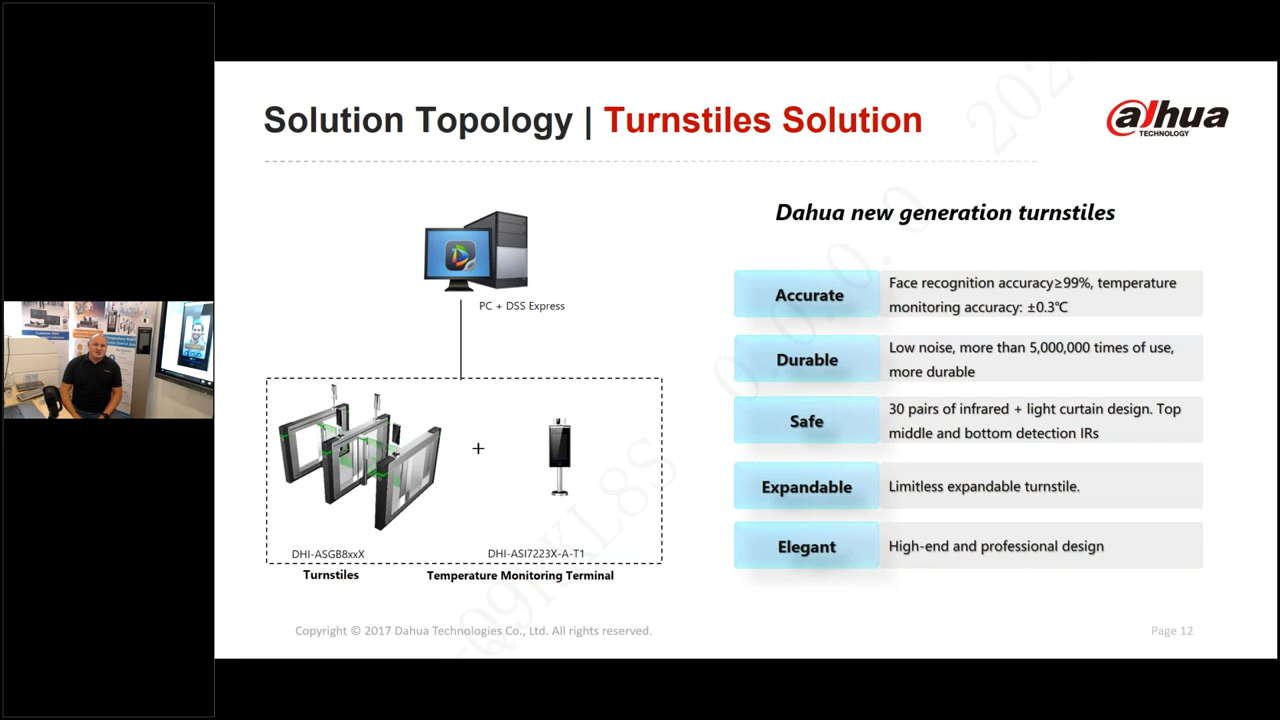 Solution Topology | Turnstiles Solution
alhua
TECHNOLOGY
Dahua new generation turnstiles
PC + DSS Express
Accurate
Face recognition accuracy≥99%, temperature
monitoring accuracy: ±0.3℃
Durable
Low noise, more than 5,000,000 times of use,
more durable
Safe
30 pairs of infrared + light curtain design. Top
middle and bottom detection IRs
Expandable
Limitless expandable turnstile.
Elegant
High-end and professional design
+
DHI-ASGB8xxX
DHI-ASI7223X-A-T1
Turnstiles
Temperature Monitoring Terminal
Copyright © 2017 Dahua Technologies Co., Ltd. All rights reserved.
Page 12